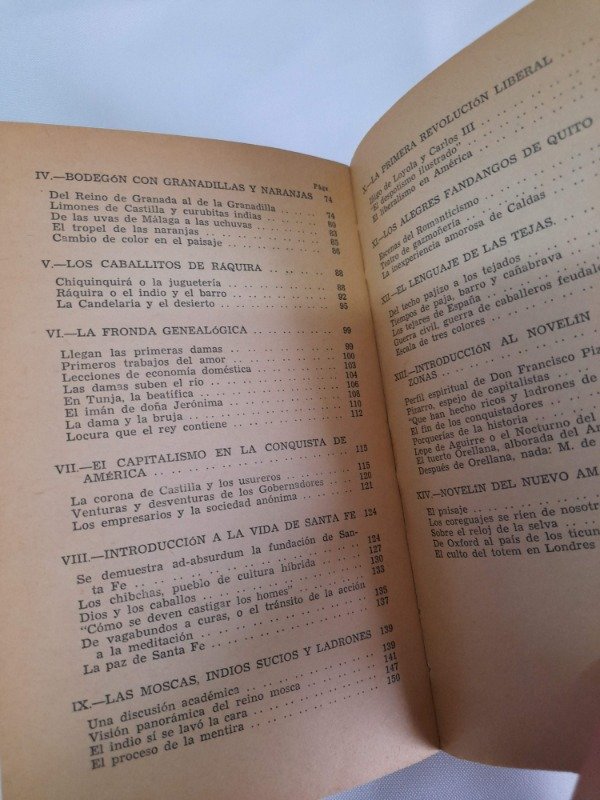 Págs
IV.—BODEGÓN CON GRANADILLAS Y NARANJAS 74
Del Reino de Granada al de la Granadilla .. 74
Limones de Castilla y curubitas indias ...... 80
De las uvas de Málaga a las uchuvas ....... 83
El tropel de las naranjas ................ 85
Cambio de color en el paisaje ............ 86
V.—LOS CABALLITOS DE RÁQUIRA .......... 88
Chiquinquirá o la juguetería ............. 88
Ráquira o el indio y el barro ............ 92
La Candelaria y el desierto .............. 95
VI.—LA FRONDA GENEALÓGICA ............ 99
Llegan las primeras damas .............. 99
Primeros trabajos del amor .............. 100
Lecciones de economía doméstica ......... 103
Las damas suben el río .................. 104
En Tunja, la beatífica .................. 106
El imán de doña Jerónima ............... 108
La dama y la bruja ..................... 110
Locura que el rey contiene .............. 112
VII.—El CAPITALISMO EN LA CONQUISTA DE
AMÉRICA ........................ 115
La corona de Castilla y los usureros ...... 115
Venturas y desventuras de los Gobernadores 120
Los empresarios y la sociedad anónima .... 121
VIII.—INTRODUCCIÓN A LA VIDA DE SANTA FE 124
Se demuestra ad-absurdum la fundación de San-
ta Fe ........................ 124
Los chibchas, pueblo de cultura híbrida .... 127
Dios y los caballos ..................... 130
"Cómo se deven castigar los homes" ....... 133
De vagabundos a curas, o el tránsito de la acción
a la meditación ................. 135
La paz de Santa Fe ..................... 137
IX.—LAS MOSCAS, INDIOS SUCIOS Y LADRONES 139
Una discusión académica ................ 139
Visión panorámica del reino mosca ........ 141
El indio sí se lavó la cara .............. 147
El proceso de la mentira ................ 150
X.—LA PRIMERA REVOLUCIÓN LIBERAL
Iñigo de Loyola y Carlos III
El despotismo ilustrado"
El liberalismo en América
XI.—LOS ALEGRES FANDANGOS DE QUITO
Escenas del Romanticismo
Teatro de gazmoñería
La inexperiencia amorosa de Caldas
XII.—EL LENGUAJE DE LAS TEJAS.
Del techo pajizo a los tejados
Tiempos de paja, barro y cañabrava
Los tejares de España
Guerra civil, guerra de caballeros feudale
Escala de tres colores
XIII.—INTRODUCCIÓN AL NOVELÍN
ZONAS
Perfil espiritual de Don Francisco Piz
Pizarro, espejo de capitalistas
"Que han hecho ricos y ladrones de
El fin de los conquistadores
Porquerías de la historia
Lope de Aguirre o el Nocturno del
El tuerto Orellana, alborada del Am
Después de Orellana, nada: M. de
XIV.—NOVELÍN DEL NUEVO AMA
El paisaje
Los coreguajes se rien de nosotr
Sobre el reloj de la selva
De Oxford al país de los ticun
El culto del totem en Londres